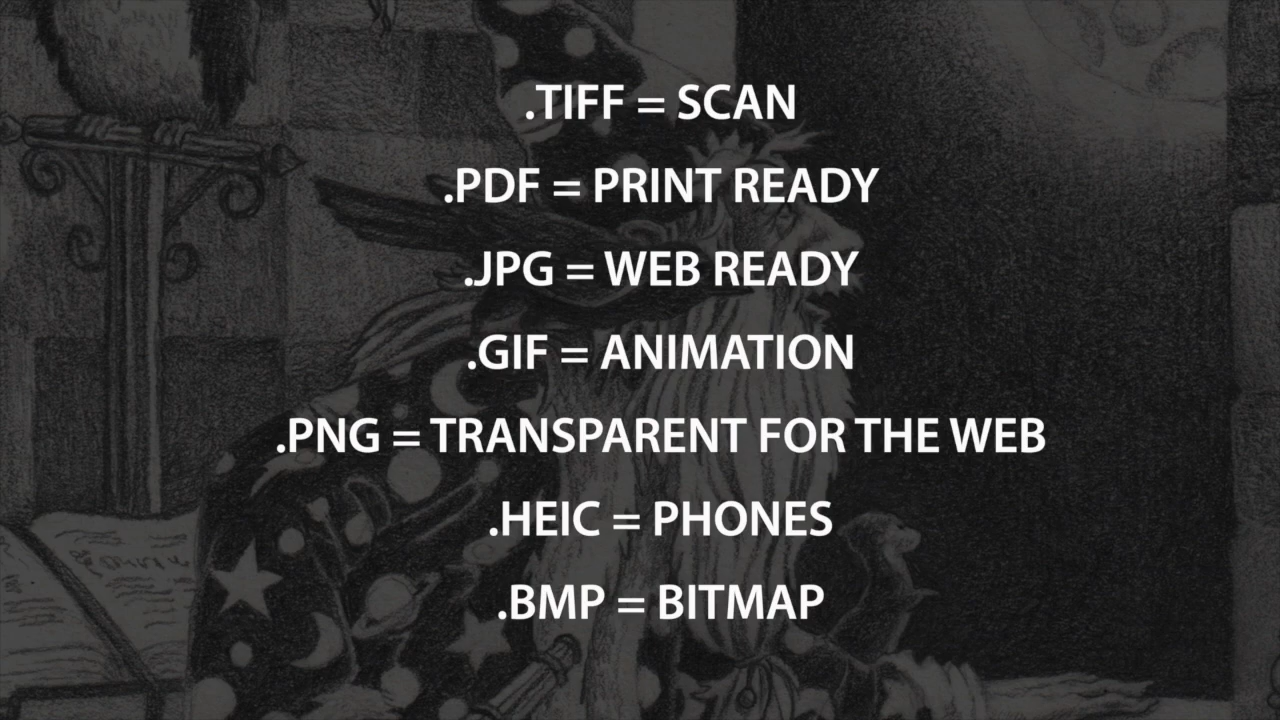 .TIFF = SCAN
.PDF = PRINT READY
.JPG = WEB READY
.GIF = ANIMATION
.PNG = TRANSPARENT FOR THE WEB
.HEIC = PHONES
.BMP = BITMAP